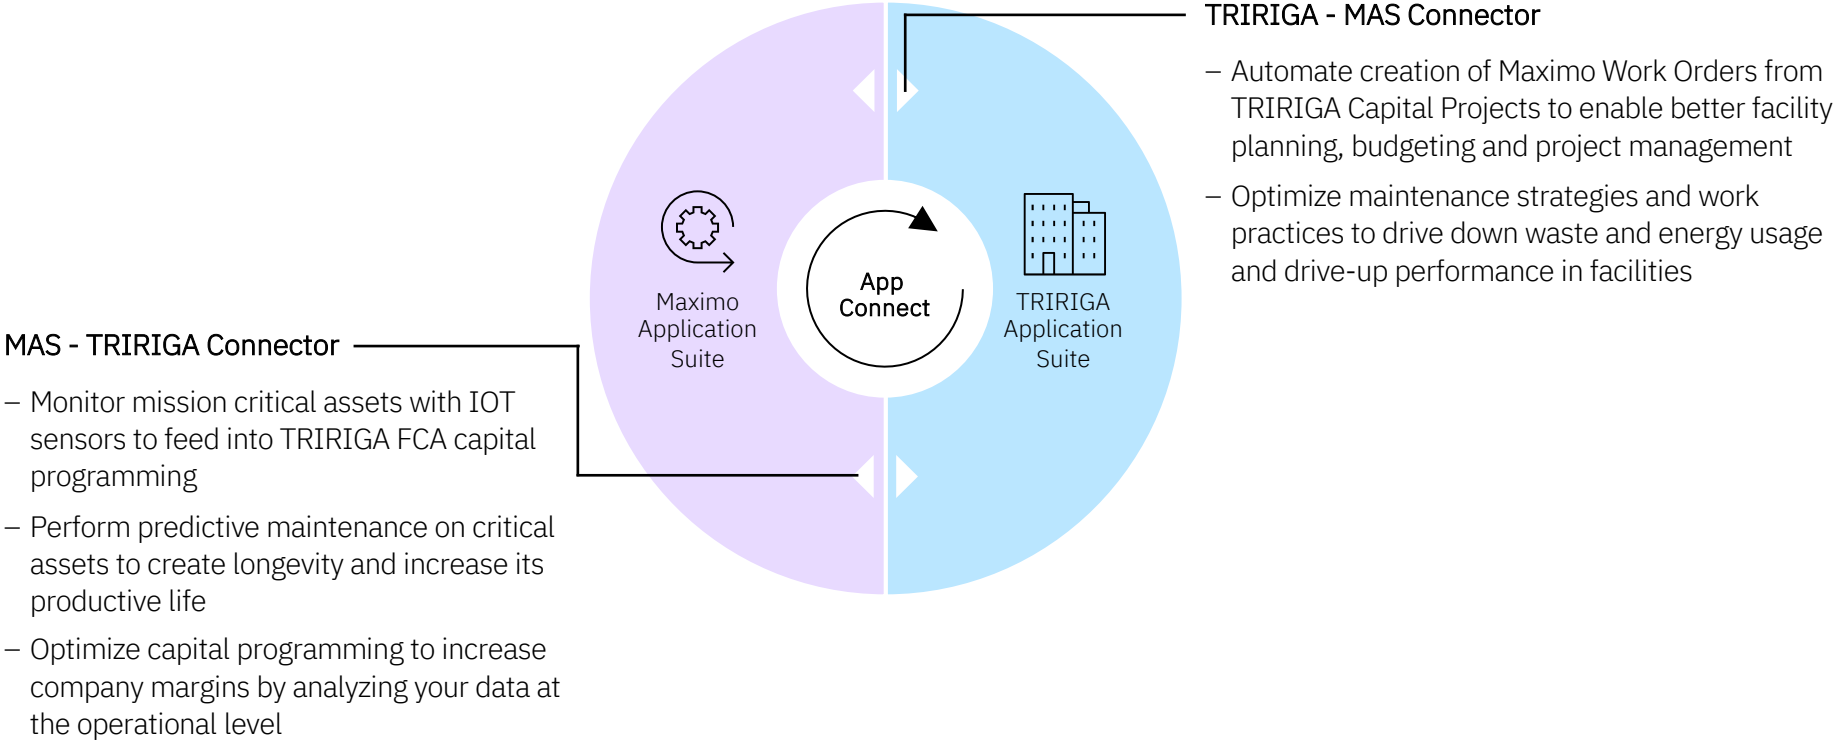 TRIRIGA - MAS Connector
– Automate creation of Maximo Work Orders from
TRIRIGA Capital Projects to enable better facility
planning, budgeting and project management
– Optimize maintenance strategies and work
practices to drive down waste and energy usage
and drive-up performance in facilities
App
Connect
Maximo
Application
Suite
TRIRIGA
Application
Suite
MAS - TRIRIGA Connector
– Monitor mission critical assets with IOT
sensors to feed into TRIRIGA FCA capital
programming
– Perform predictive maintenance on critical
assets to create longevity and increase its
productive life
– Optimize capital programming to increase
company margins by analyzing your data at
the operational level